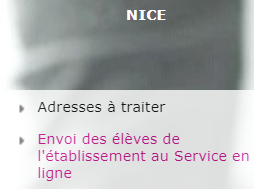 NICE
Adresses à traiter
Envoi des élèves de
l'établissement au Service en
ligne